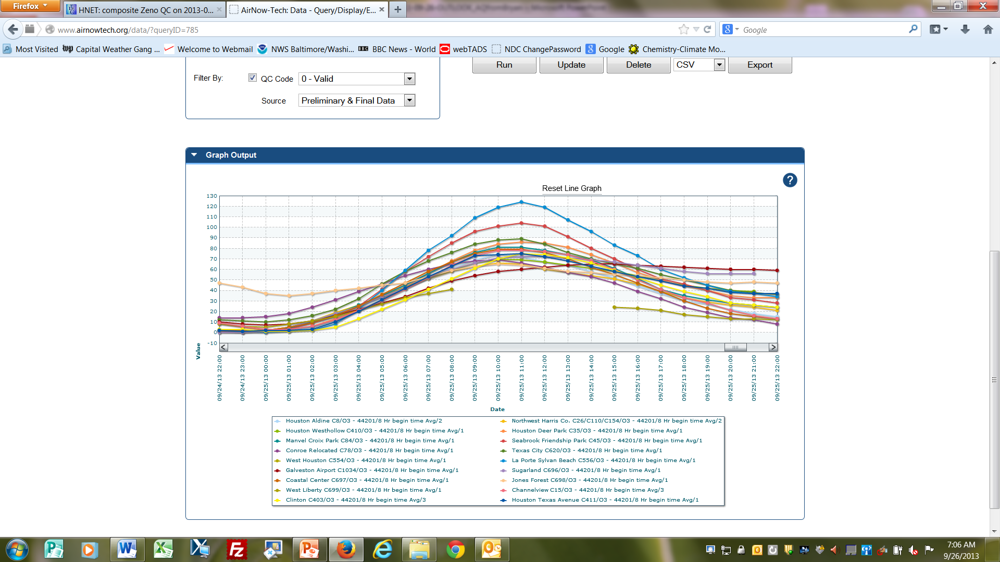 Firefox
HNET: composite Zeno QC on 2013-0...
AirNow-Tech: Data - Query/Display/E...
www.airnowtech.org/data/?queryID=785
Google
Most Visited
Capital Weather Gang ...
Welcome to Webmail
NWS Baltimore/Washi...
BBC News - World
webTADS
NDC ChangePassword
Google
Chemistry-Climate Mo...
Run
Update
Delete
CSV
Export
Filter By:
QC Code
0 - Valid
Source
Preliminary & Final Data
Graph Output
?
Reset Line Graph
130
120
110
100
90
80
70
60
50
40
30
20
10
0
-10
Value
09/24/13 22:00
09/24/13 23:00
09/25/13 00:00
09/25/13 01:00
09/25/13 02:00
09/25/13 03:00
09/25/13 04:00
09/25/13 05:00
09/25/13 06:00
09/25/13 07:00
09/25/13 08:00
09/25/13 09:00
09/25/13 10:00
09/25/13 11:00
09/25/13 12:00
09/25/13 13:00
09/25/13 14:00
09/25/13 15:00
09/25/13 16:00
09/25/13 17:00
09/25/13 18:00
09/25/13 19:00
09/25/13 20:00
09/25/13 21:00
09/25/13 22:00
Date
Houston Aldine C8/O3 - 44201/8 Hr begin time Avg/2
Northwest Harris Co. C26/C110/C154/O3 - 44201/8 Hr begin time Avg/2
Houston Westhollow C410/O3 - 44201/8 Hr begin time Avg/1
Houston Deer Park C35/O3 - 44201/8 Hr begin time Avg/1
Manvel Croix Park C84/O3 - 44201/8 Hr begin time Avg/1
Seabrook Friendship Park C45/O3 - 44201/8 Hr begin time Avg/1
Conroe Relocated C78/O3 - 44201/8 Hr begin time Avg/1
Texas City C620/O3 - 44201/8 Hr begin time Avg/1
West Houston C554/O3 - 44201/8 Hr begin time Avg/1
La Porte Sylvan Beach C556/O3 - 44201/8 Hr begin time Avg/1
Galveston Airport C1034/O3 - 44201/8 Hr begin time Avg/1
Sugarland C696/O3 - 44201/8 Hr begin time Avg/1
Coastal Center C697/O3 - 44201/8 Hr begin time Avg/1
Jones Forest C698/O3 - 44201/8 Hr begin time Avg/1
West Liberty C699/O3 - 44201/8 Hr begin time Avg/1
Channelview C15/O3 - 44201/8 Hr begin time Avg/3
Clinton C403/O3 - 44201/8 Hr begin time Avg/3
Houston Texas Avenue C411/O3 - 44201/8 Hr begin time Avg/1
7:06 AM
9/26/2013